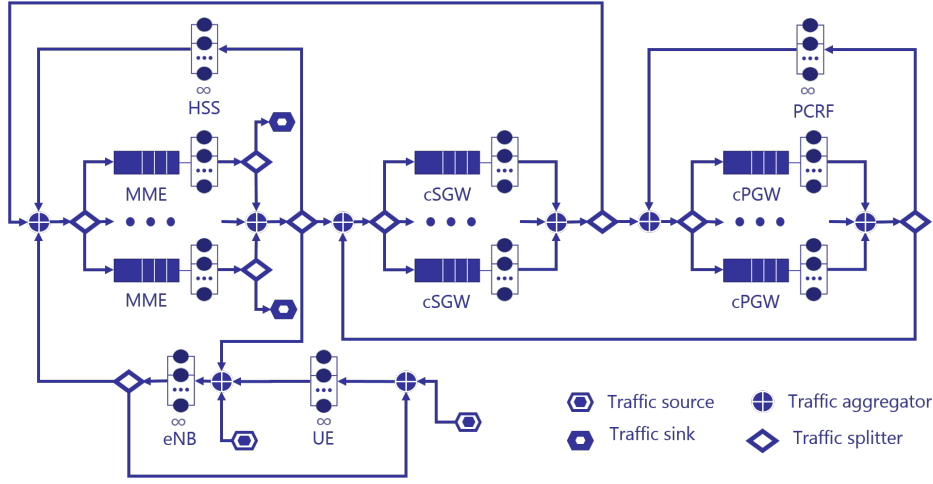 ∞
HSS
∞
PCRF
MME
cSGW
cPGW
MME
cSGW
cPGW
∞
eNB
∞
UE
Traffic source
Traffic aggregator
Traffic sink
Traffic splitter